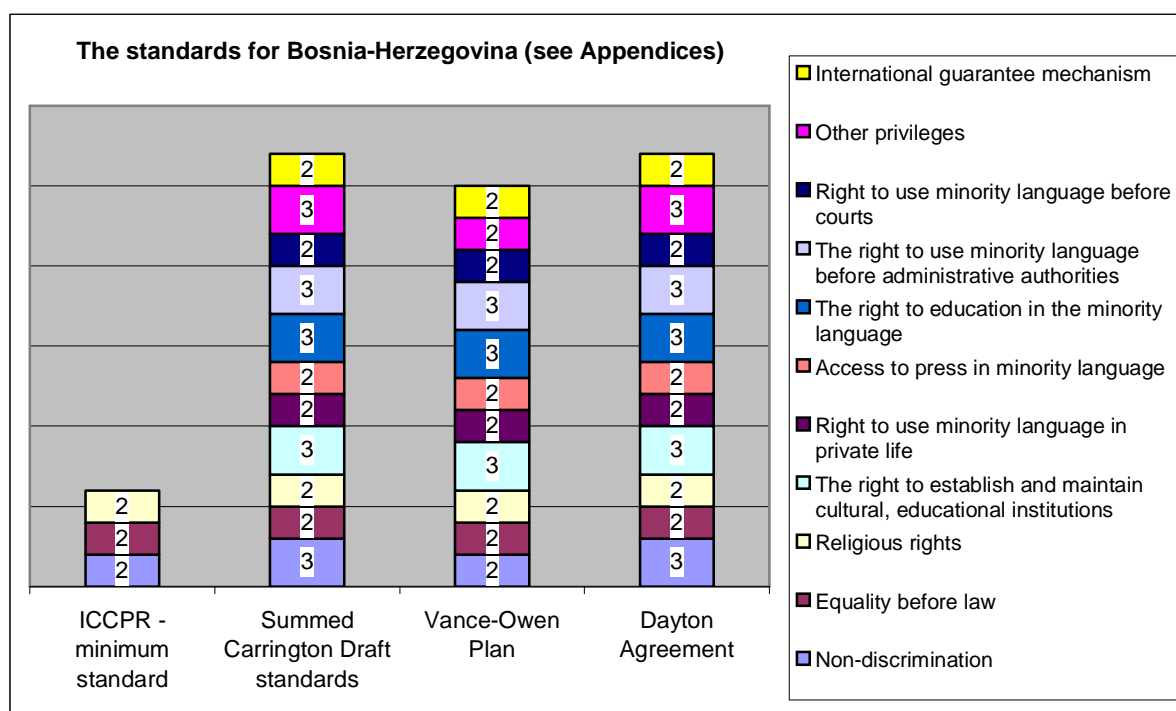 The standards for Bosnia-Herzegovina (see Appendices)
2
2
2
3
2
2
3
2
2
3
3
2
3
2
2
2
2
3
2
2
3
3
2
2
2
3
2
2
3
2
2
3
3
2
3
2
ICCPR -
minimum
standard
Summed
Carrington Draft
standards
Vance-Owen
Plan
Dayton
Agreement
International guarantee mechanism
Other privileges
Right to use minority language before
courts
The right to use minority language
before administrative authorities
The right to education in the minority
language
Access to press in minority language
Right to use minority language in
private life
The right to establish and maintain
cultural, educational institutions
Religious rights
Equality before law
Non-discrimination